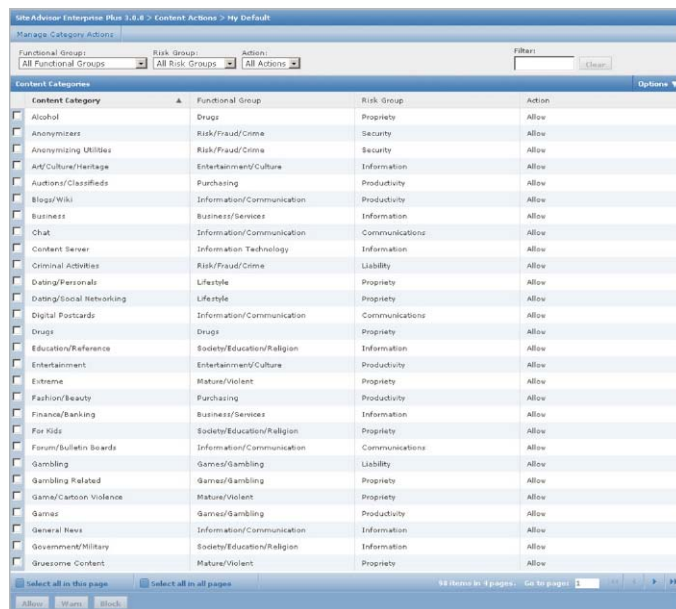 SiteAdvisor Enterprise Plus 3.0.0 > Content Actions > My Default
Manage Category Actions
Functional Group: Risk Group: Action: Filter:
All Functional Groups All Risk Groups All Actions Clear
Content Categories Options
Content Category Functional Group Risk Group Action
Alcohol Drugs Propriety Allow
Anonymizers Risk/Fraud/Crime Security Allow
Anonymizing Utilities Risk/Fraud/Crime Security Allow
Art/Culture/Heritage Entertainment/Culture Information Allow
Auctions/Classifieds Purchasing Productivity Allow
Blogs/Wiki Information/Communication Productivity Allow
Business Business/Services Information Allow
Chat Information/Communication Communications Allow
Content Server Information Technology Information Allow
Criminal Activities Risk/Fraud/Crime Liability Allow
Dating/Personals Lifestyle Propriety Allow
Dating/Social Networking Lifestyle Propriety Allow
Digital Postcards Information/Communication Communications Allow
Drugs Drugs Propriety Allow
Education/Reference Society/Education/Religion Information Allow
Entertainment Entertainment/Culture Productivity Allow
Extreme Mature/Violent Propriety Allow
Fashion/Beauty Purchasing Productivity Allow
Finance/Banking Business/Services Information Allow
For Kids Society/Education/Religion Propriety Allow
Forum/Bulletin Boards Information/Communication Communications Allow
Gambling Games/Gambling Liability Allow
Gambling Related Games/Gambling Propriety Allow
Game/Cartoon Violence Mature/Violent Propriety Allow
Games Games/Gambling Productivity Allow
General News Information/Communication Information Allow
Government/Military Society/Education/Religion Information Allow
Gruesome Content Mature/Violent Propriety Allow
Select all in this page Select all in all pages items in 4 pages. Go to page: 1
Allow Warn Block